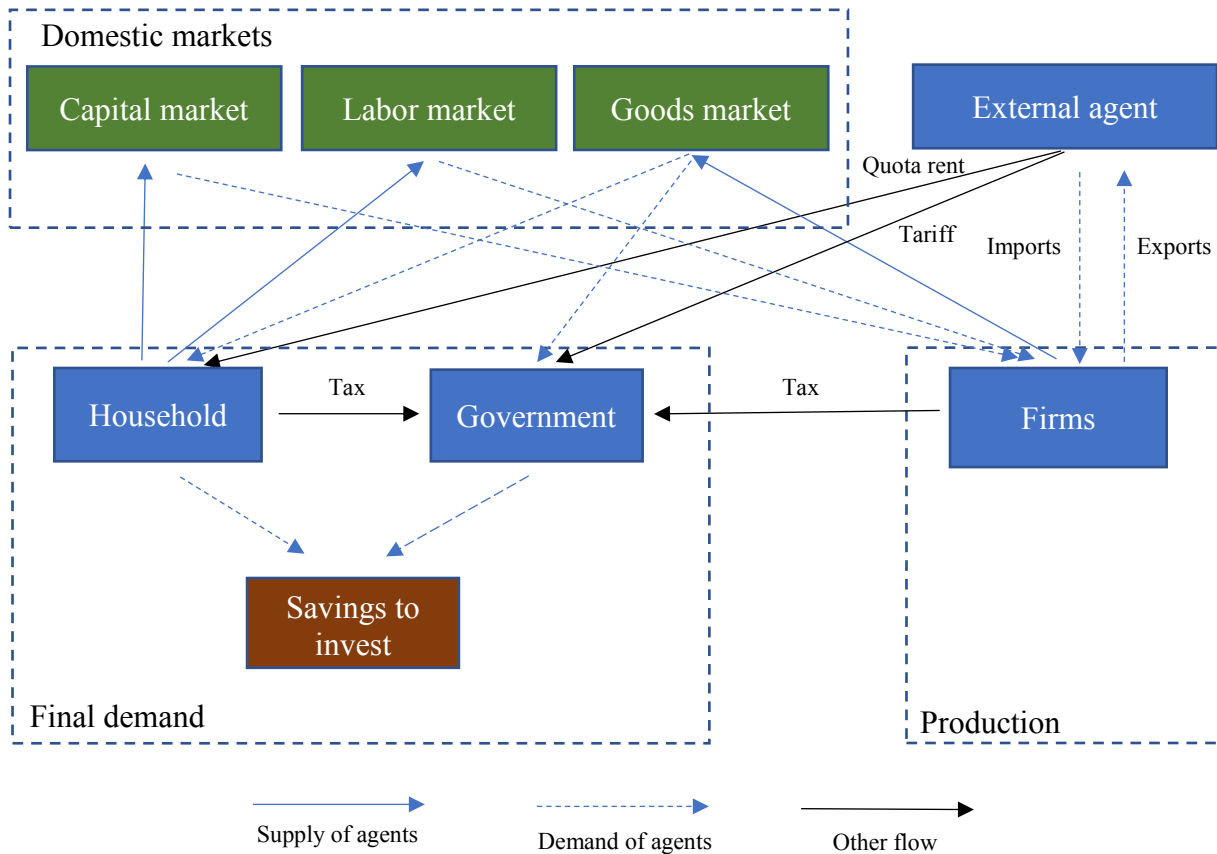 Domestic markets
Capital market
Labor market
Goods market
External agent
Quota rent
Tariff
Imports
Exports
Household
Tax
Government
Tax
Firms
Savings to
invest
Final demand
Production
Supply of agents
Demand of agents
Other flow